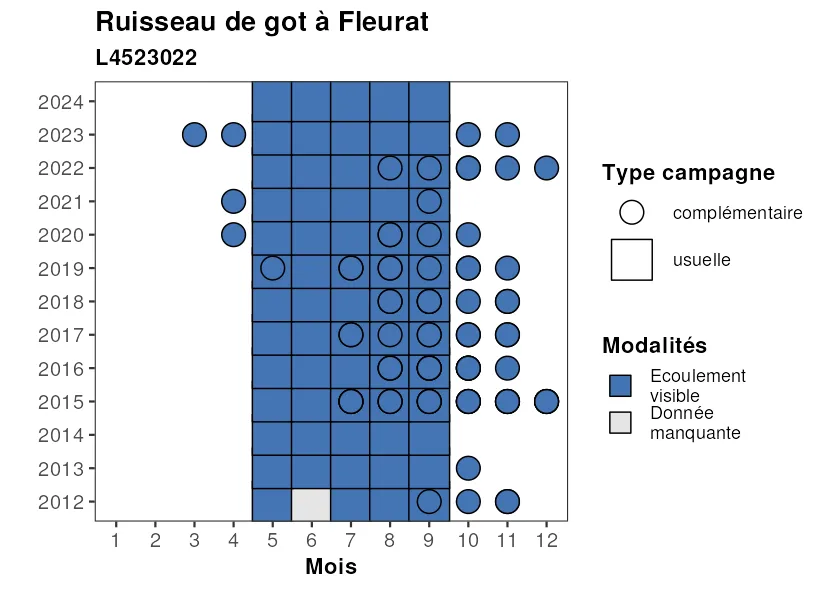 Ruisseau de got à Fleurat
L4523022
2024
2023
2022
2021
2020
2019
2018
2017
2016
2015
2014
2013
2012
1 2 3 4 5 6 7 8 9 10 11 12
Mois
Type campagne
complémentaire
usuelle
Modalités
Ecoulement
visible
Donnée
manquante